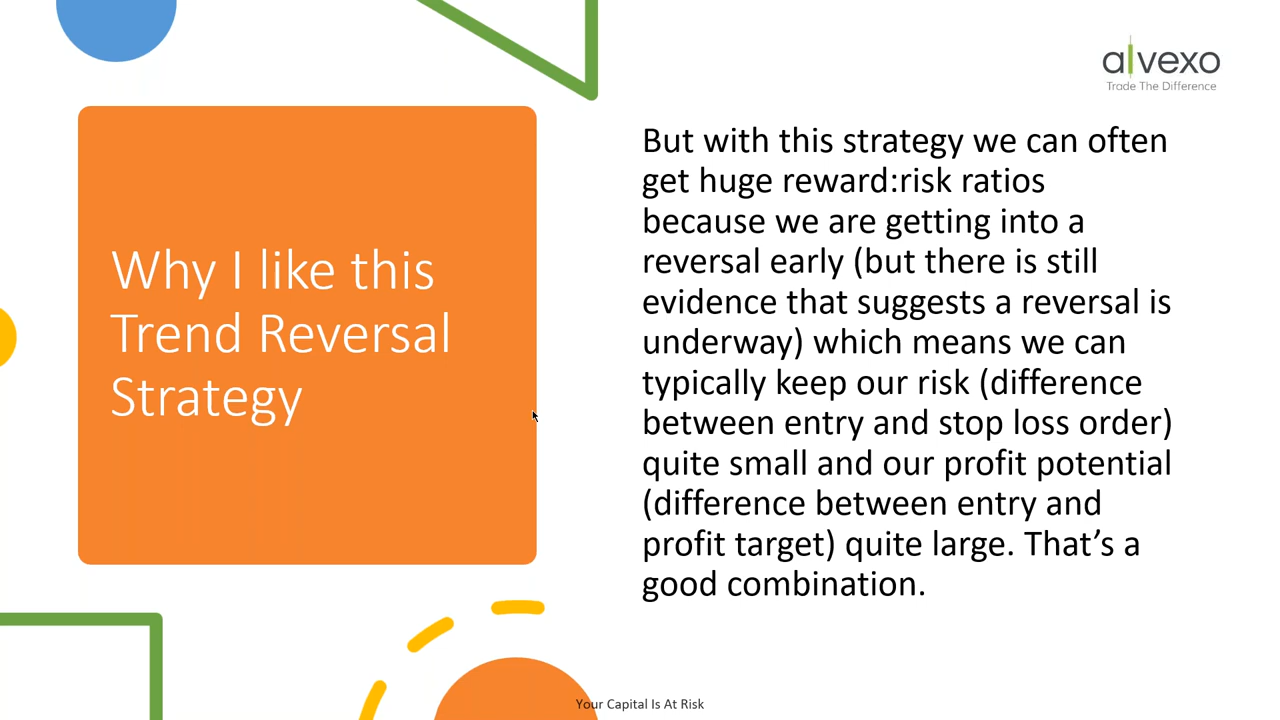 alvexo
Trade The Difference
Why I like this
Trend Reversal
Strategy
But with this strategy we can often
get huge reward:risk ratios
because we are getting into a
reversal early (but there is still
evidence that suggests a reversal is
underway) which means we can
typically keep our risk (difference
between entry and stop loss order)
quite small and our profit potential
(difference between entry and
profit target) quite large. That’s a
good combination.
Your Capital Is At Risk